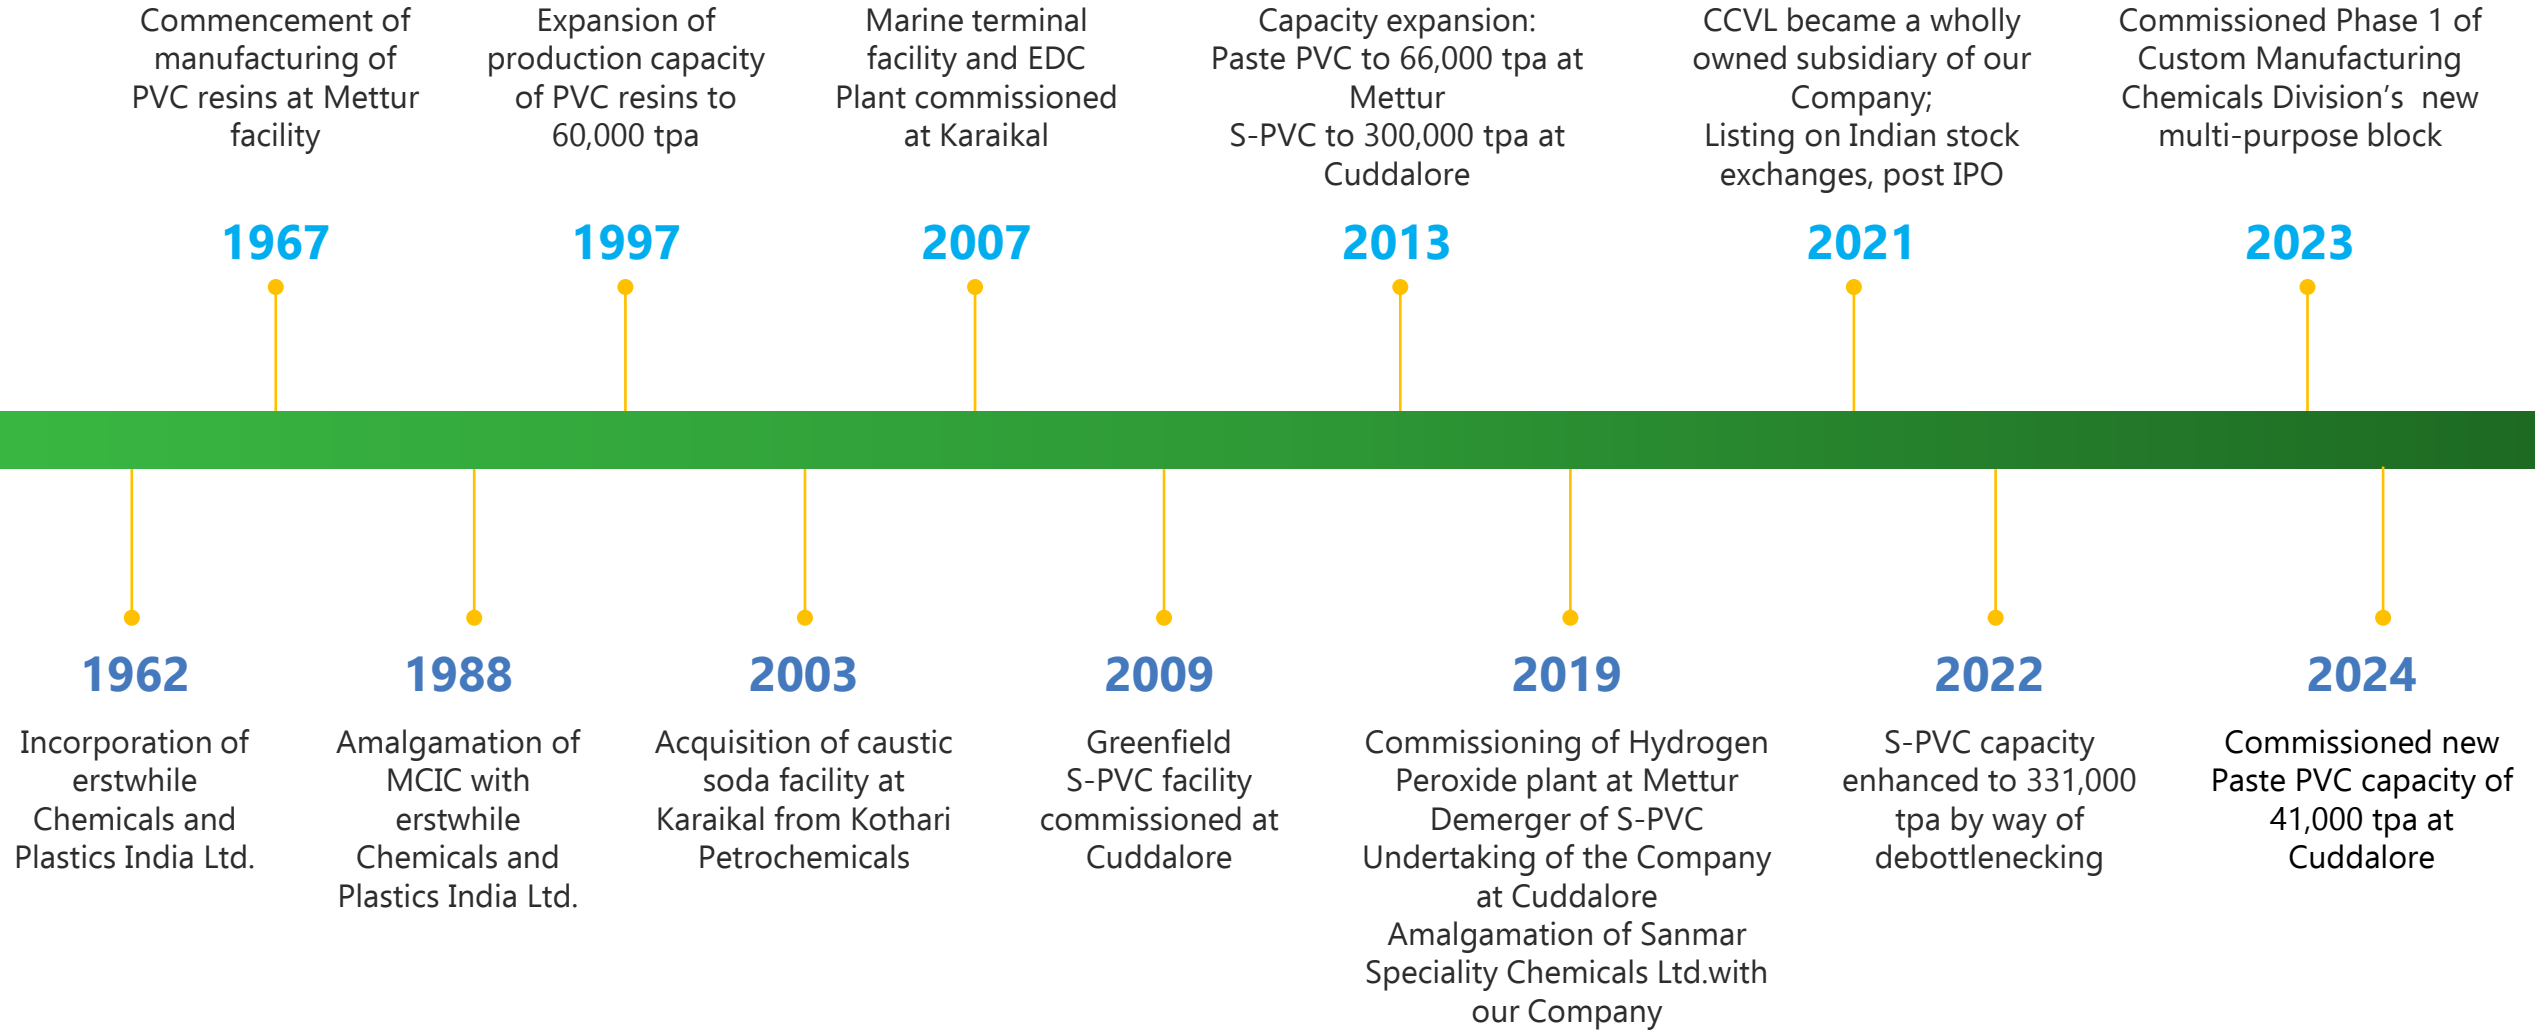 Commencement of
manufacturing of
PVC resins at Mettur
facility
1967
Expansion of
production capacity
of PVC resins to
60,000 tpa
1997
Marine terminal
facility and EDC
Plant commissioned
at Karaikal
2007
Capacity expansion:
Paste PVC to 66,000 tpa at
Mettur
S-PVC to 300,000 tpa at
Cuddalore
2013
CCVL became a wholly
owned subsidiary of our
Company;
Listing on Indian stock
exchanges, post IPO
2021
Commissioned Phase 1 of
Custom Manufacturing
Chemicals Division’s  new
multi-purpose block
2023
1962
Incorporation of
erstwhile
Chemicals and
Plastics India Ltd.
1988
Amalgamation of
MCIC with
erstwhile
Chemicals and
Plastics India Ltd.
2003
Acquisition of caustic
soda facility at
Karaikal from Kothari
Petrochemicals
2009
Greenfield
S-PVC facility
commissioned at
Cuddalore
2019
Commissioning of Hydrogen
Peroxide plant at Mettur
Demerger of S-PVC
Undertaking of the Company
at Cuddalore
Amalgamation of Sanmar
Speciality Chemicals Ltd.with
our Company
2022
S-PVC capacity
enhanced to 331,000
tpa by way of
debottlenecking
2024
Commissioned new
Paste PVC capacity of
41,000 tpa at
Cuddalore